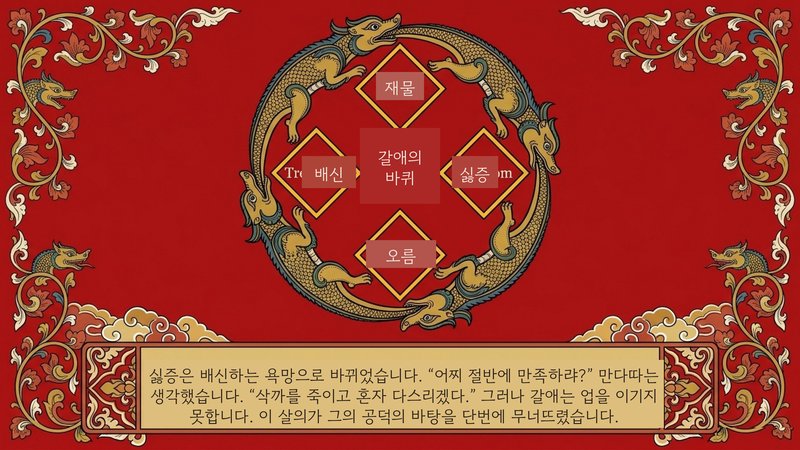 재물
갈애의
바퀴
Tre
배신
싫증
om
오름
싫증은 배신하는 욕망으로 바뀌었습니다. “어찌 절반에 만족하랴?” 만다따는
생각했습니다. “삭까를 죽이고 혼자 다스리겠다.” 그러나 갈애는 업을 이기지
못합니다. 이 살의가 그의 공덕의 바탕을 단번에 무너뜨렸습니다.